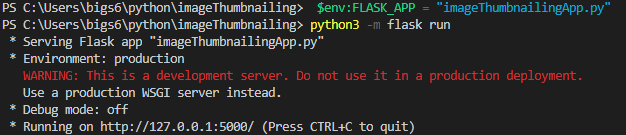 PS C:\Users\bigs6\python\imageThumbnailing>  $env:FLASK_APP = "imageThumbnailingApp.py"
PS C:\Users\bigs6\python\imageThumbnailing> python3 -m flask run
 * Serving Flask app "imageThumbnailingApp.py"
 * Environment: production
   WARNING: This is a development server. Do not use it in a production deployment.
   Use a production WSGI server instead.
 * Debug mode: off
 * Running on http://127.0.0.1:5000/ (Press CTRL+C to quit)